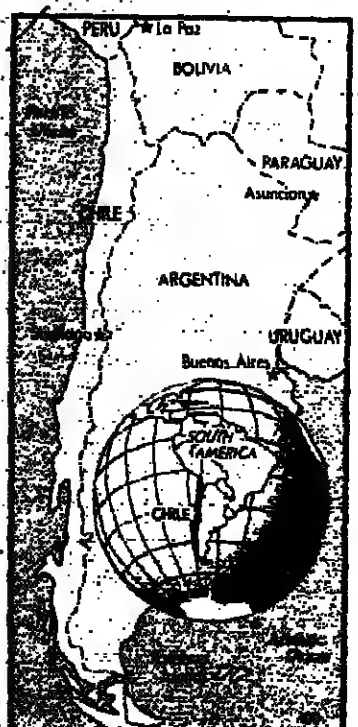 PERU
La Paz
BOLIVIA
PARAGUAY
Asuncion
CHILE
ARGENTINA
URUGUAY
Buenos Aires
SOUTH
AMERICA
CHILE